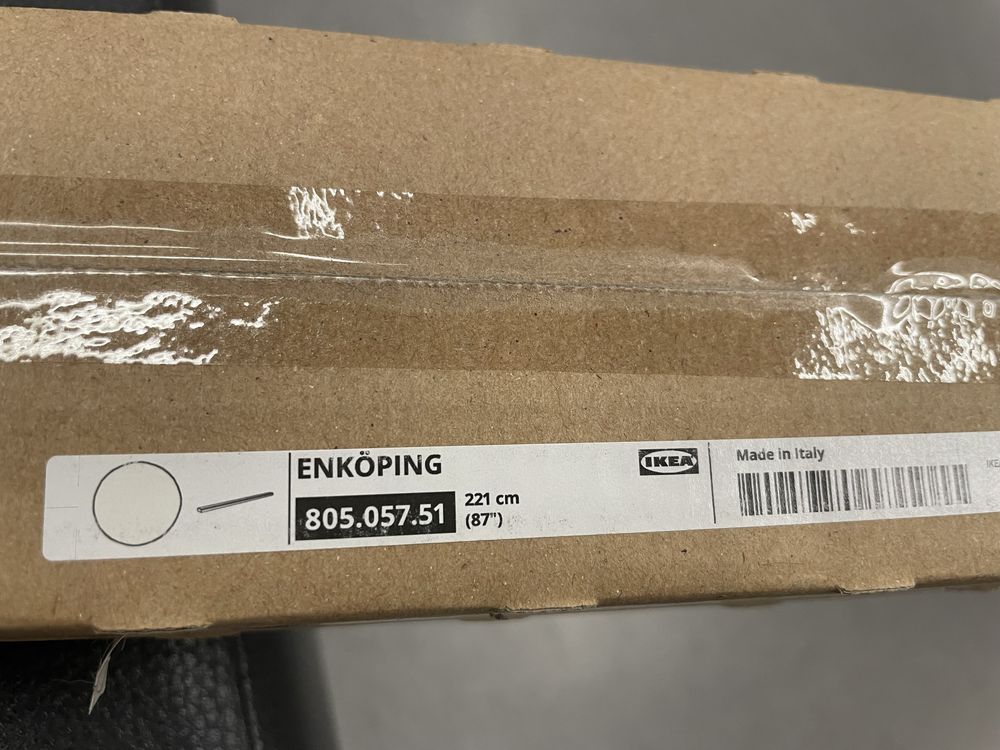 ENKÖPING
805.057.51
221 cm
(87")
IKEA
Made in Italy